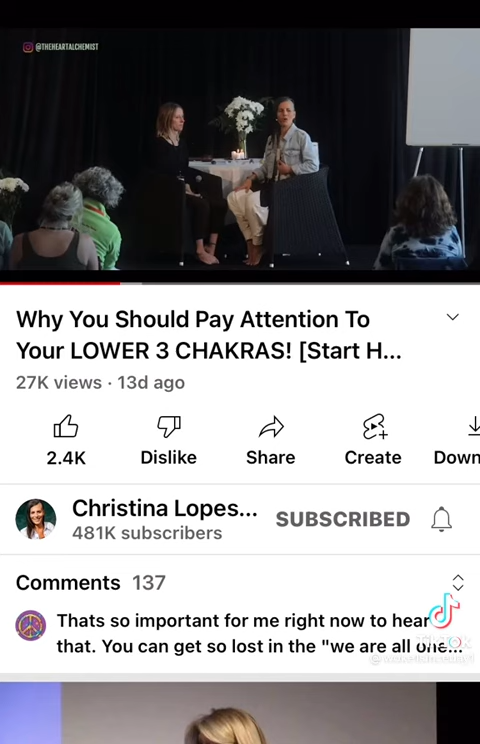 @THEHEARTALCHEMIST
Why You Should Pay Attention To
Your LOWER 3 CHAKRAS! [Start H...
27K views · 13d ago
2.4K
Dislike
Share
Create
Down
Christina Lopes...
481K subscribers
SUBSCRIBED
Comments 137
Thats so important for me right now to hear
that. You can get so lost in the "we are all one...
TikTok